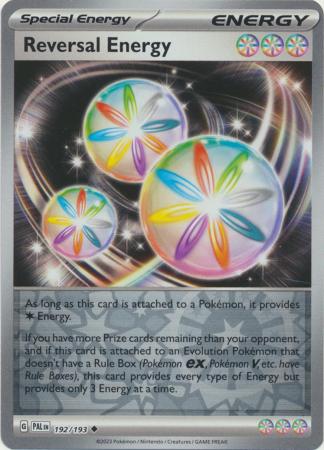 Special Energy ENERGY
Reversal Energy
As long as this card is attached to a Pokémon, it provides
Energy.
If you have more Prize cards remaining than your opponent,
and if this card is attached to an Evolution Pokémon that
doesn't have a Rule Box (Pokémon ex, Pokémon V, etc. have
Rule Boxes), this card provides every type of Energy but
provides only 3 Energy at a time.
G PAL EN 192/193
©2023 Pokémon / Nintendo / Creatures / GAME FREAK